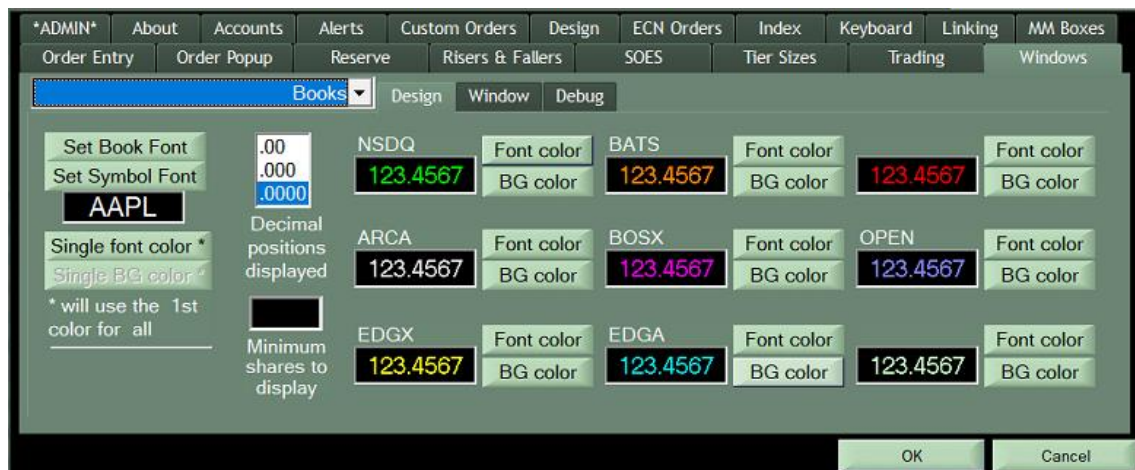 *ADMIN* About Accounts Alerts Custom Orders Design ECN Orders Index Keyboard Linking MM Boxes
Order Entry Order Popup Reserve Risers & Fallers SOES Tier Sizes Trading Windows
Books Design Window Debug
Set Book Font
Set Symbol Font
AAPL
Single font color *
Single BG color *
* will use the 1st
color for all
.00
.000
.0000
Decimal
positions
displayed
Minimum
shares to
display
NSDQ
123.4567
Font color
BG color
BATS
123.4567
Font color
BG color
123.4567
Font color
BG color
ARCA
123.4567
Font color
BG color
BOSX
123.4567
Font color
BG color
OPEN
123.4567
Font color
BG color
EDGX
123.4567
Font color
BG color
EDGA
123.4567
Font color
BG color
123.4567
Font color
BG color
OK Cancel